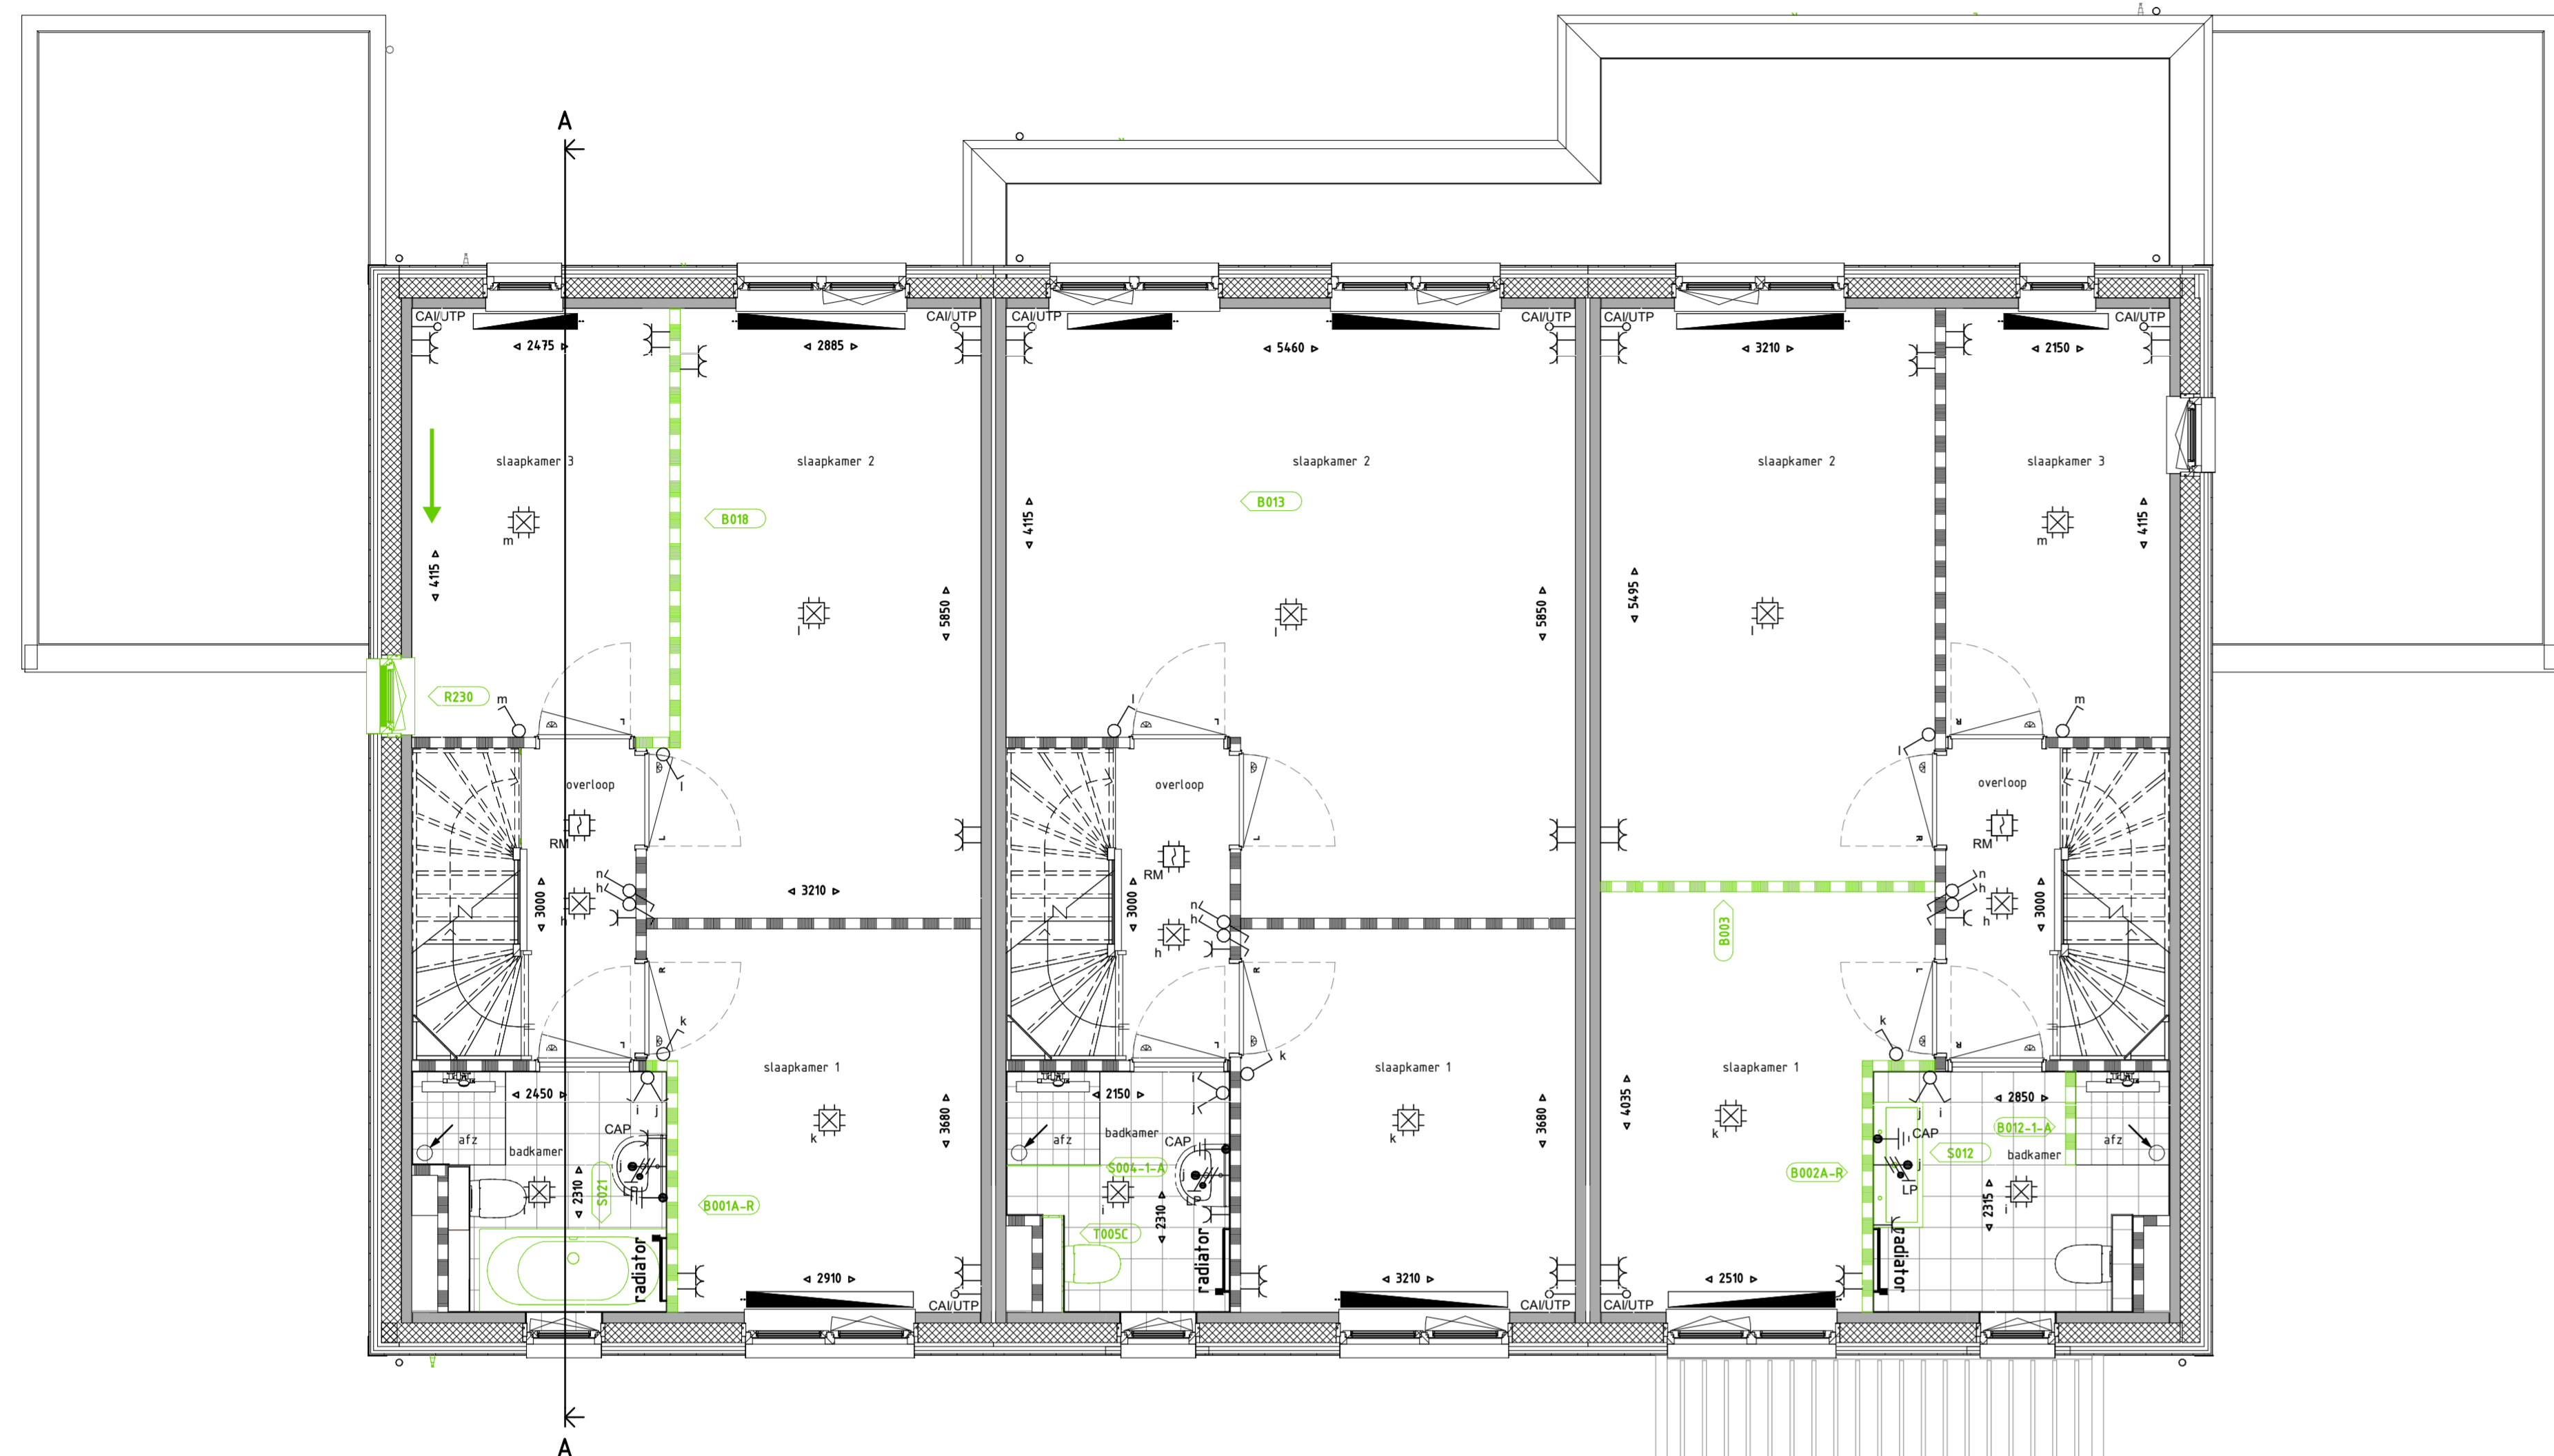 A
CAI/UTP
CAI/UTP
CAI/UTP
CAI/UTP
CAI/UTP
CAI/UTP
2475
2885
5460
3210
2150
slaapkamer 3
slaapkamer 2
slaapkamer 2
slaapkamer 2
slaapkamer 3
B018
B013
4115
4115
4115
m
m
5850
5850
5495
l
l
l
R230
m
l
m
l
L
L
R
overloop
overloop
overloop
l
RM
RM
RM
L
L
R
n
h
n
h
n
h
3000
3000
3000
3210
h
h
h
B003
R
R
L
k
k
k
L
L
R
slaapkamer 1
slaapkamer 1
slaapkamer 1
2450
2150
2850
i
j
i
j
j
i
3680
3680
4035
k
k
k
CAP
CAP
CAP
afz
badkamer
afz
badkamer
afz
badkamer
B012-1-A
S012
S004-1-A
B002A-R
j
j
j
LP
LP
LP
2310
S021
B001A-R
i
2310
2315
i
T005C
radiator
radiator
radiator
2910
3210
2510
CAI/UTP
CAI/UTP
CAI/UTP
A